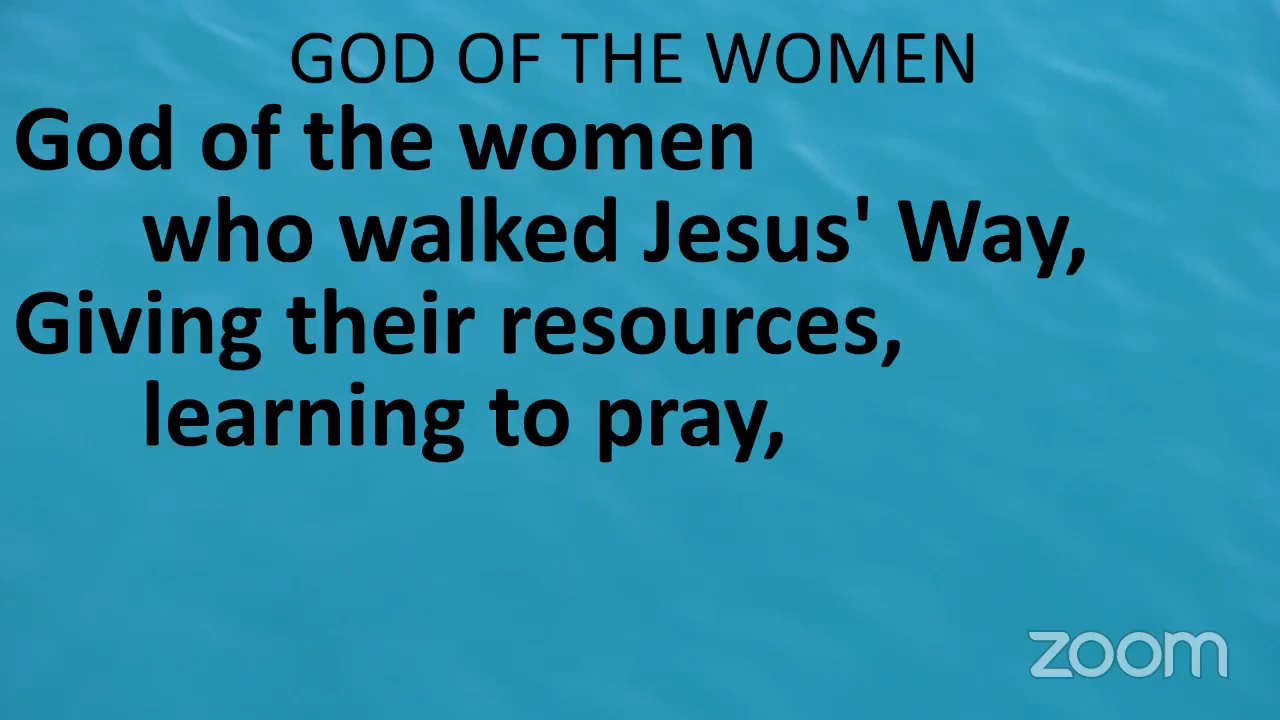 GOD OF THE WOMEN
God of the women
who walked Jesus' Way,
Giving their resources,
learning to pray,
zoom